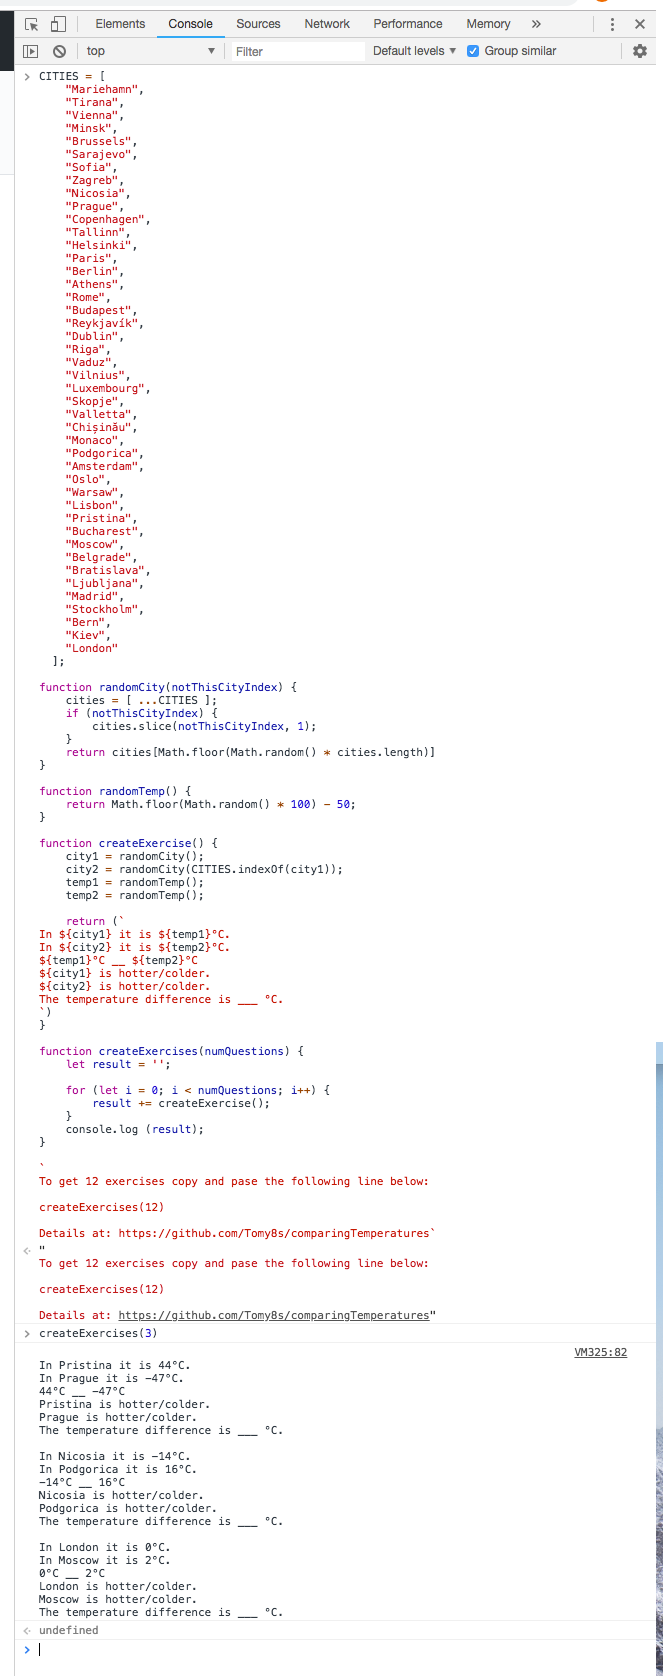 Elements Console Sources Network Performance Memory »
top Filter Default levels Group similar
CITIES = [
"Mariehamn",
"Tirana",
"Vienna",
"Minsk",
"Brussels",
"Sarajevo",
"Sofia",
"Zagreb",
"Nicosia",
"Prague",
"Copenhagen",
"Tallinn",
"Helsinki",
"Paris",
"Berlin",
"Athens",
"Rome",
"Budapest",
"Reykjavík",
"Dublin",
"Riga",
"Vaduz",
"Vilnius",
"Luxembourg",
"Skopje",
"Valletta",
"Chișinău",
"Monaco",
"Podgorica",
"Amsterdam",
"Oslo",
"Warsaw",
"Lisbon",
"Pristina",
"Bucharest",
"Moscow",
"Belgrade",
"Bratislava",
"Ljubljana",
"Madrid",
"Stockholm",
"Bern",
"Kiev",
"London"
];
function randomCity(notThisCityIndex) {
cities = [ ...CITIES ];
if (notThisCityIndex) {
cities.slice(notThisCityIndex, 1);
}
return cities[Math.floor(Math.random() * cities.length)]
}
function randomTemp() {
return Math.floor(Math.random() * 100) - 50;
}
function createExercise() {
city1 = randomCity();
city2 = randomCity(CITIES.indexOf(city1));
temp1 = randomTemp();
temp2 = randomTemp();
return (`
In ${city1} it is ${temp1}°C.
In ${city2} it is ${temp2}°C.
${temp1}°C __ ${temp2}°C
${city1} is hotter/colder.
${city2} is hotter/colder.
The temperature difference is ___ °C.
`)
}
function createExercises(numQuestions) {
let result = '';
for (let i = 0; i < numQuestions; i++) {
result += createExercise();
}
console.log (result);
}
`
To get 12 exercises copy and pase the following line below:
createExercises(12)
Details at: https://github.com/Tomy8s/comparingTemperatures`
"
To get 12 exercises copy and pase the following line below:
createExercises(12)
Details at: https://github.com/Tomy8s/comparingTemperatures"
createExercises(3)
VM325:82
In Pristina it is 44°C.
In Prague it is -47°C.
44°C __ -47°C
Pristina is hotter/colder.
Prague is hotter/colder.
The temperature difference is ___ °C.
In Nicosia it is -14°C.
In Podgorica it is 16°C.
-14°C __ 16°C
Nicosia is hotter/colder.
Podgorica is hotter/colder.
The temperature difference is ___ °C.
In London it is 0°C.
In Moscow it is 2°C.
0°C __ 2°C
London is hotter/colder.
Moscow is hotter/colder.
The temperature difference is ___ °C.
undefined